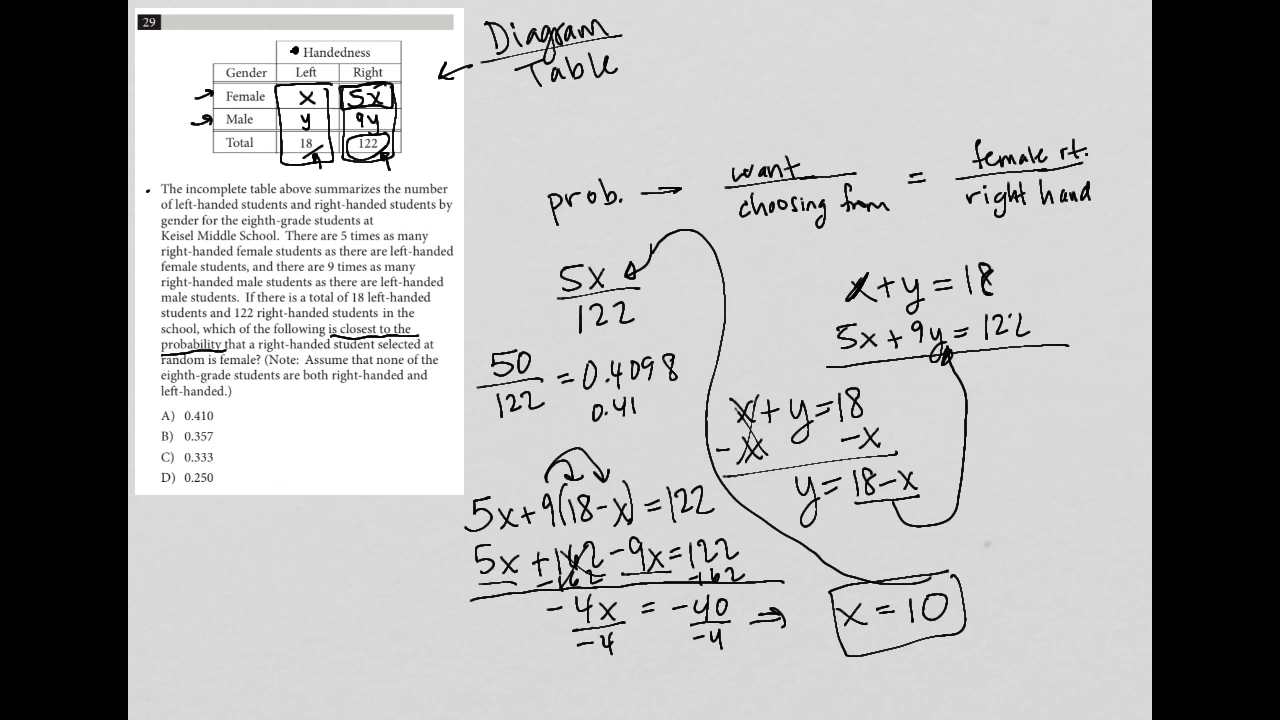 29
Handedness
Gender Left Right
Female x 5x
Male y 9y
Total 18 122
The incomplete table above summarizes the number
of left-handed students and right-handed students by
gender for the eighth-grade students at
Keisel Middle School. There are 5 times as many
right-handed female students as there are left-handed
female students, and there are 9 times as many
right-handed male students as there are left-handed
male students. If there is a total of 18 left-handed
students and 122 right-handed students in the
school, which of the following is closest to the
probability that a right-handed student selected at
random is female? (Note: Assume that none of the
eighth-grade students are both right-handed and
left-handed.)
A) 0.410
B) 0.357
C) 0.333
D) 0.250
Diagram
Table
prob. → want / choosing from = female rt. / right hand
5x
122
50 / 122 = 0.4098
0.41
x + y = 18
5x + 9y = 122
x + y = 18
- x - x
y = 18 - x
5x + 9(18 - x) = 122
5x + 162 - 9x = 122
- 162 - 162
- 4x = - 40 ⇒
- 4 - 4
x = 10